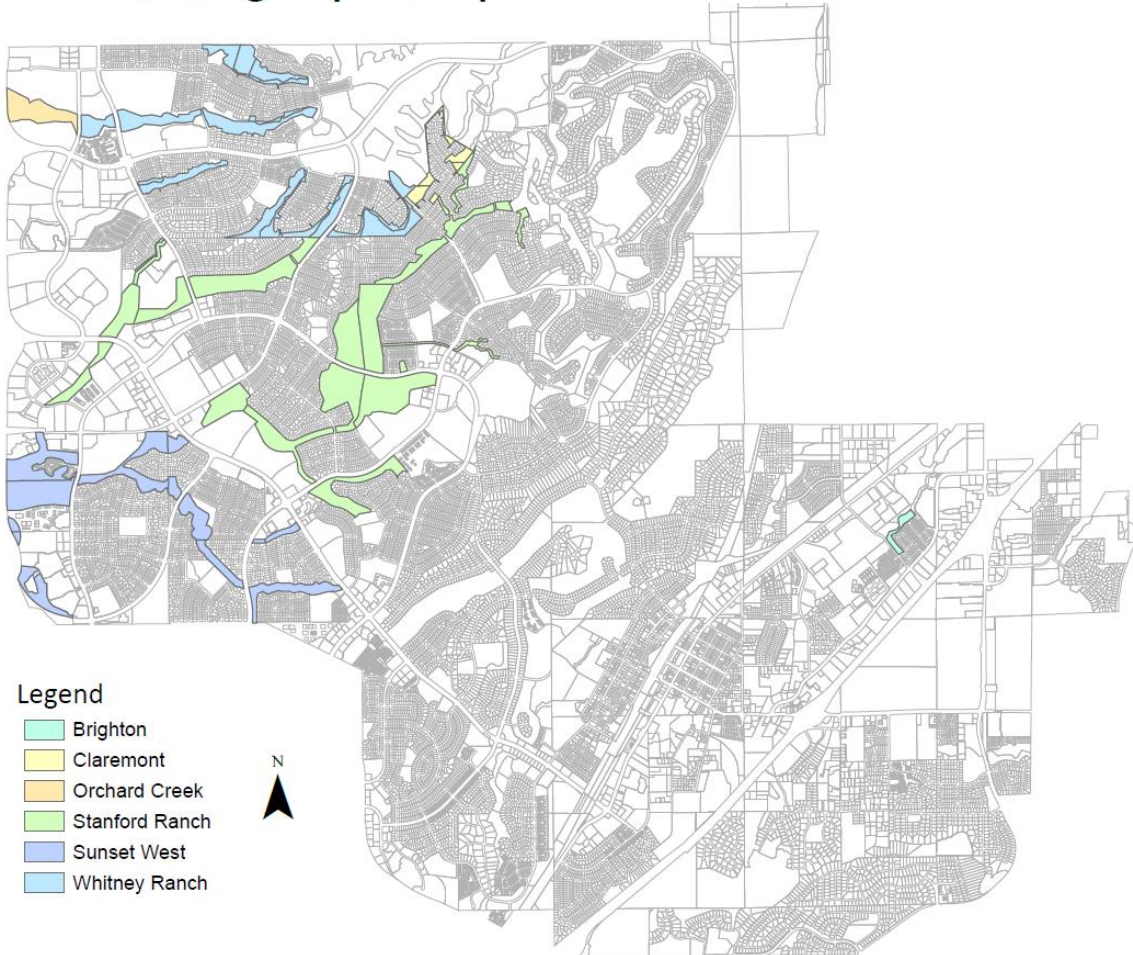 Legend
Brighton
Claremont
Orchard Creek
Stanford Ranch
Sunset West
Whitney Ranch
N